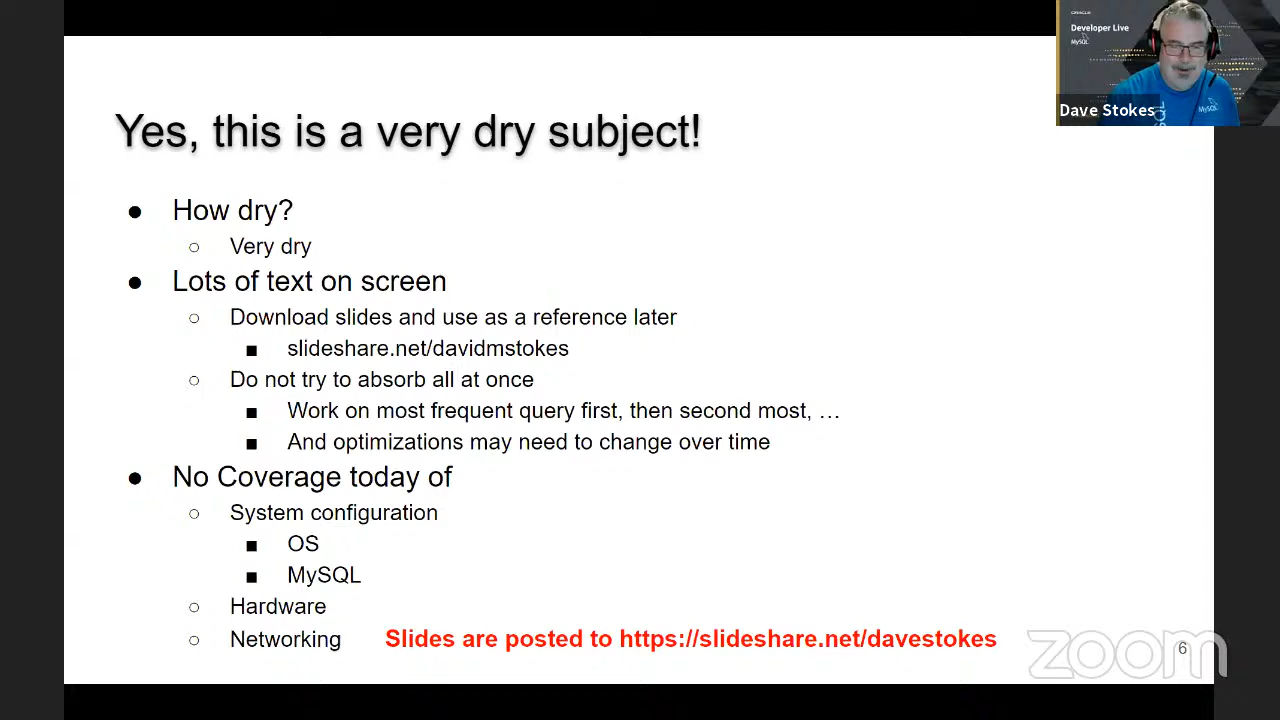 ORACLE
Developer Live
MySQL
MySQL
Dave Stokes
Yes, this is a very dry subject!
● How dry?
○ Very dry
● Lots of text on screen
○ Download slides and use as a reference later
■ slideshare.net/davidmstokes
○ Do not try to absorb all at once
■ Work on most frequent query first, then second most, …
■ And optimizations may need to change over time
● No Coverage today of
○ System configuration
■ OS
■ MySQL
○ Hardware
○ Networking
Slides are posted to https://slideshare.net/davestokes
zoom
6